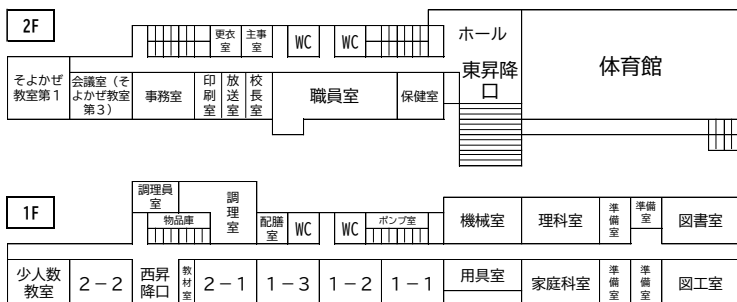 2F
更衣
室
主事
室
WC
WC
ホール
東昇降
口
体育館
そよかぜ
教室第1
会議室(そ
よかぜ教室
第3)
事務室
印
刷
室
放
送
室
校
長
室
職員室
保健室
1F
調理員
室
物品庫
調
理
室
配膳
室
WC
WC
ポンプ室
機械室
理科室
準
備
室
準備
室
図書室
少人数
教室
2-2
西昇
降口
教
材
室
2-1
1-3
1-2
1-1
用具室
家庭科室
準
備
室
準
備
室
図工室